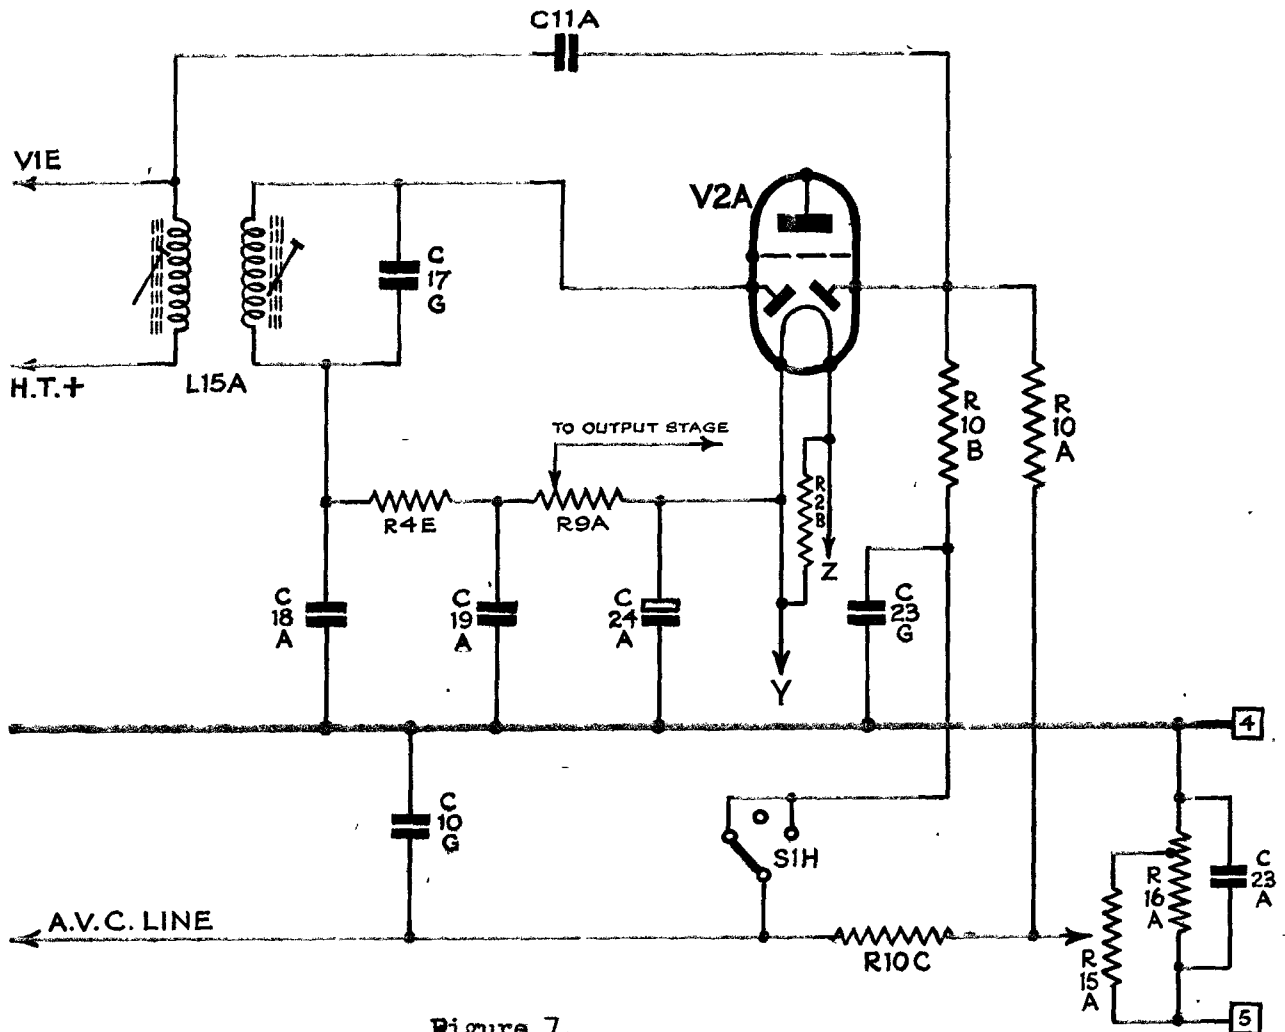 C11A
V1E
V2A
C
17
G
H.T.+
L15A
R
10
B
R
10
A
TO OUTPUT STAGE
R4E
R9A
R
2
B
Z
C
18
A
C
19
A
C
24
A
C
23
G
Y
4
C
10
G
S1H
C
23
A
R
16
A
A.V.C. LINE
R10C
R
15
A
5
Figure 7